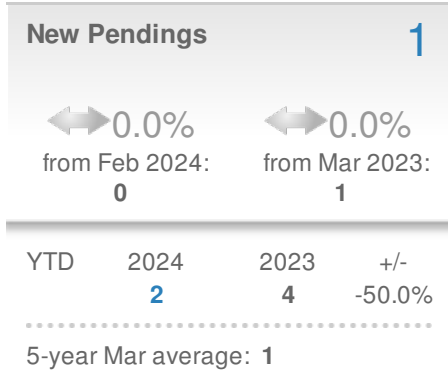 New Pendings 1
0.0% 0.0%
from Feb 2024: from Mar 2023:
0 1
YTD 2024 2023 +/-
2 4 -50.0%
5-year Mar average: 1